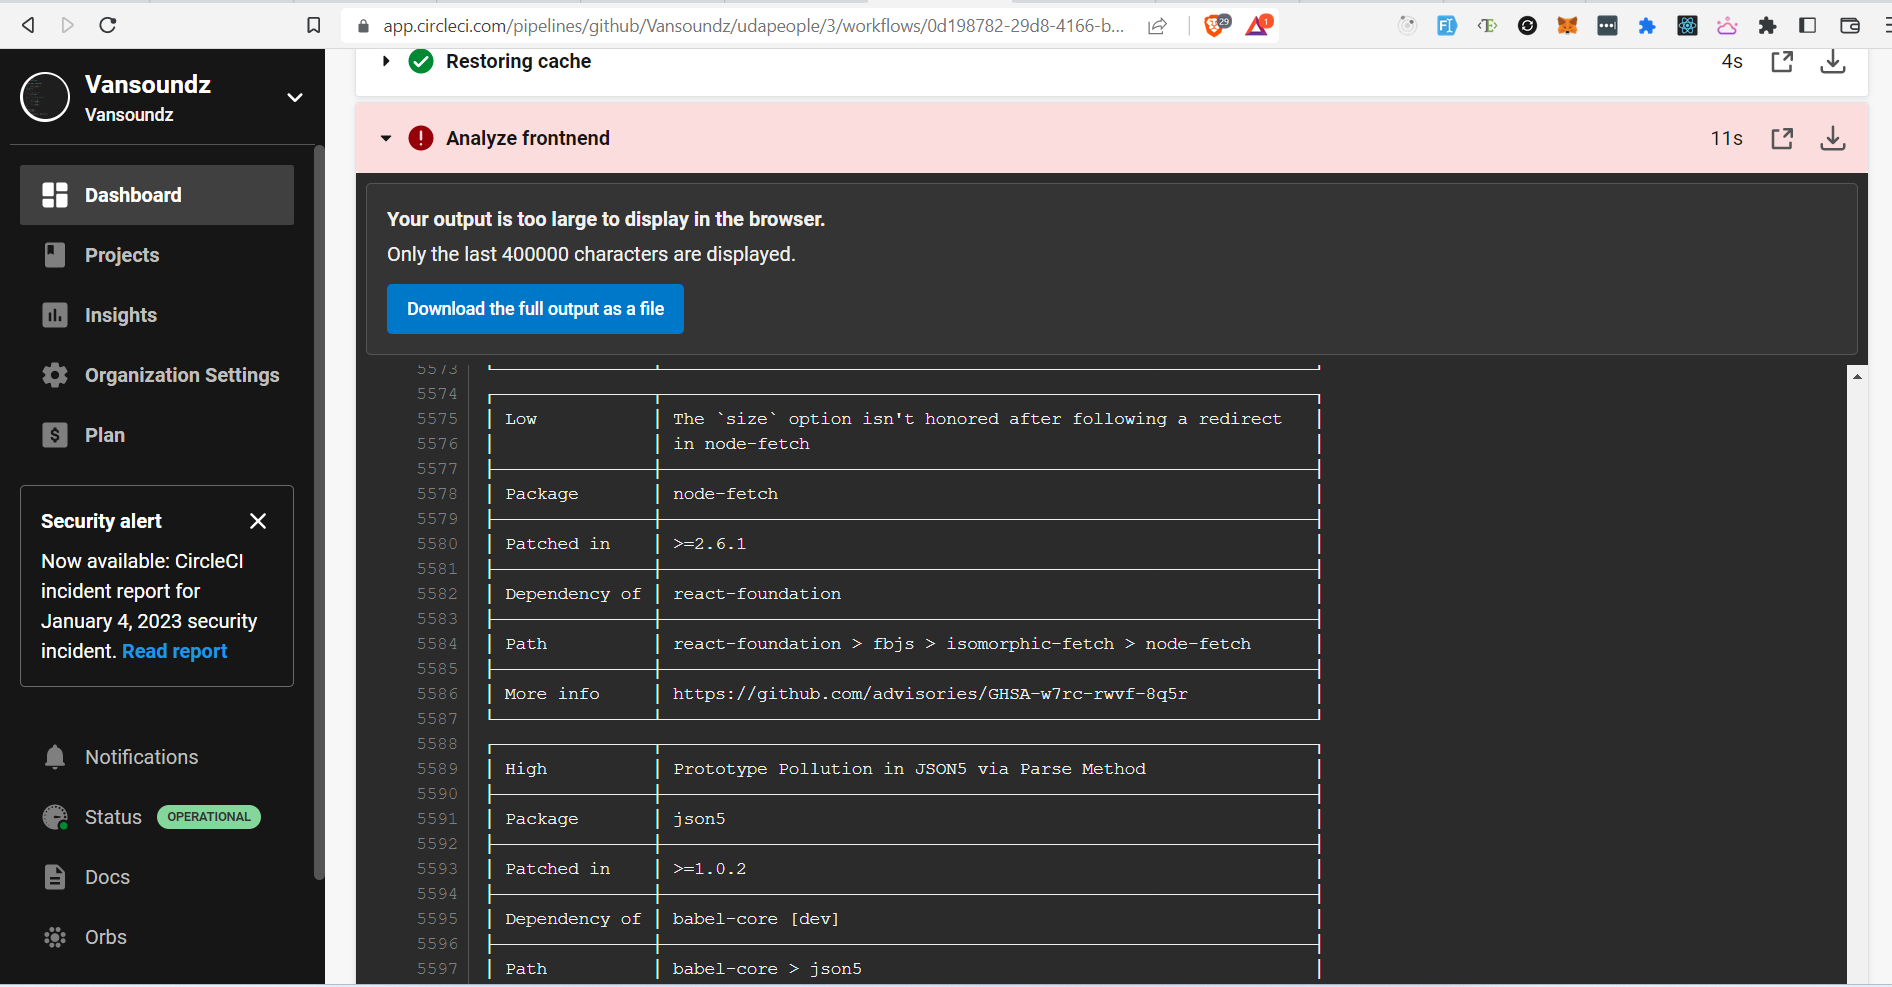 app.circleci.com/pipelines/github/Vansoundz/udapeople/3/workflows/0d198782-29d8-4166-b...
29
1
Vansoundz
Vansoundz
Dashboard
Projects
Insights
Organization Settings
Plan
Security alert
Now available: CircleCI
incident report for
January 4, 2023 security
incident. Read report
Notifications
Status OPERATIONAL
Docs
Orbs
Restoring cache 4s
Analyze frontnend 11s
Your output is too large to display in the browser.
Only the last 400000 characters are displayed.
Download the full output as a file
5573
5574
5575 Low The `size` option isn't honored after following a redirect
5576 in node-fetch
5577
5578 Package node-fetch
5579
5580 Patched in >=2.6.1
5581
5582 Dependency of react-foundation
5583
5584 Path react-foundation > fbjs > isomorphic-fetch > node-fetch
5585
5586 More info https://github.com/advisories/GHSA-w7rc-rwvf-8q5r
5587
5588
5589 High Prototype Pollution in JSON5 via Parse Method
5590
5591 Package json5
5592
5593 Patched in >=1.0.2
5594
5595 Dependency of babel-core [dev]
5596
5597 Path babel-core > json5